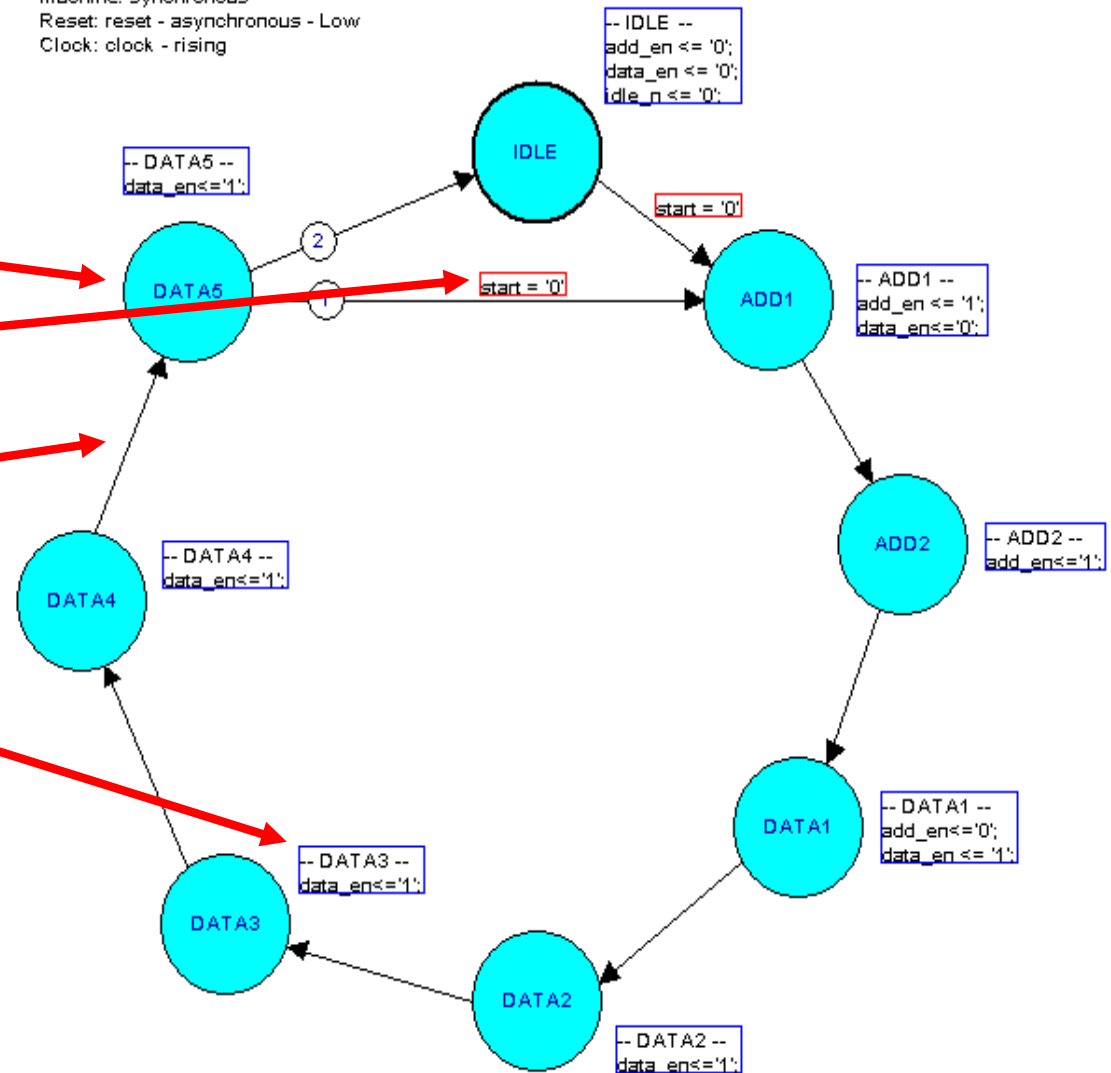 Machine: synchronous
Reset: reset - asynchronous - Low
Clock: clock - rising
-- IDLE --
add_en <= '0';
data_en <= '0';
idle_n <= '0';
IDLE
-- DATA5 --
data_en<='1';
start = '0'
2
DATA5
1
start = '0'
ADD1
-- ADD1 --
add_en <= '1';
data_en<='0';
ADD2
-- ADD2 --
add_en<='1';
-- DATA4 --
data_en<='1';
DATA4
DATA1
-- DATA1 --
add_en<='0';
data_en <= '1';
-- DATA3 --
data_en<='1';
DATA3
DATA2
-- DATA2 --
data_en<='1';